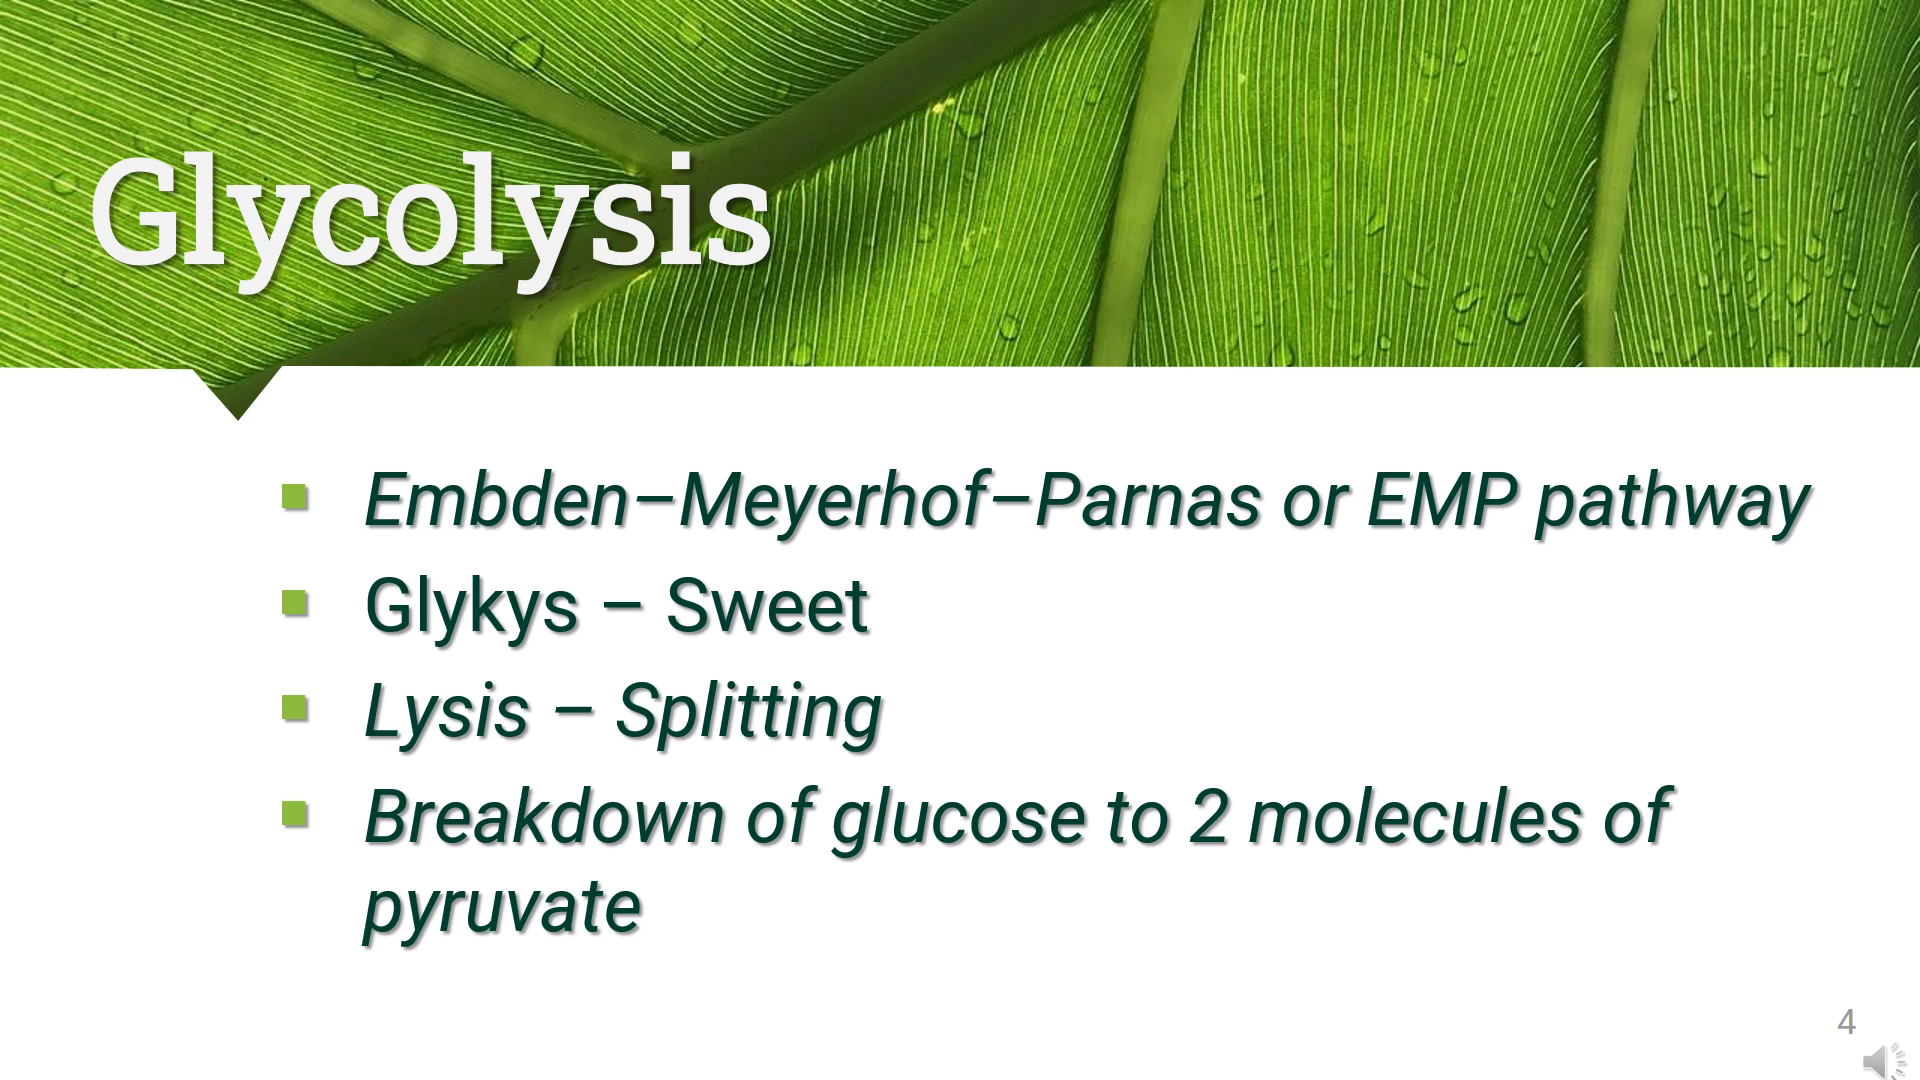 Glycolysis
Embden–Meyerhof–Parnas or EMP pathway
Glykys – Sweet
Lysis – Splitting
Breakdown of glucose to 2 molecules of
pyruvate
4